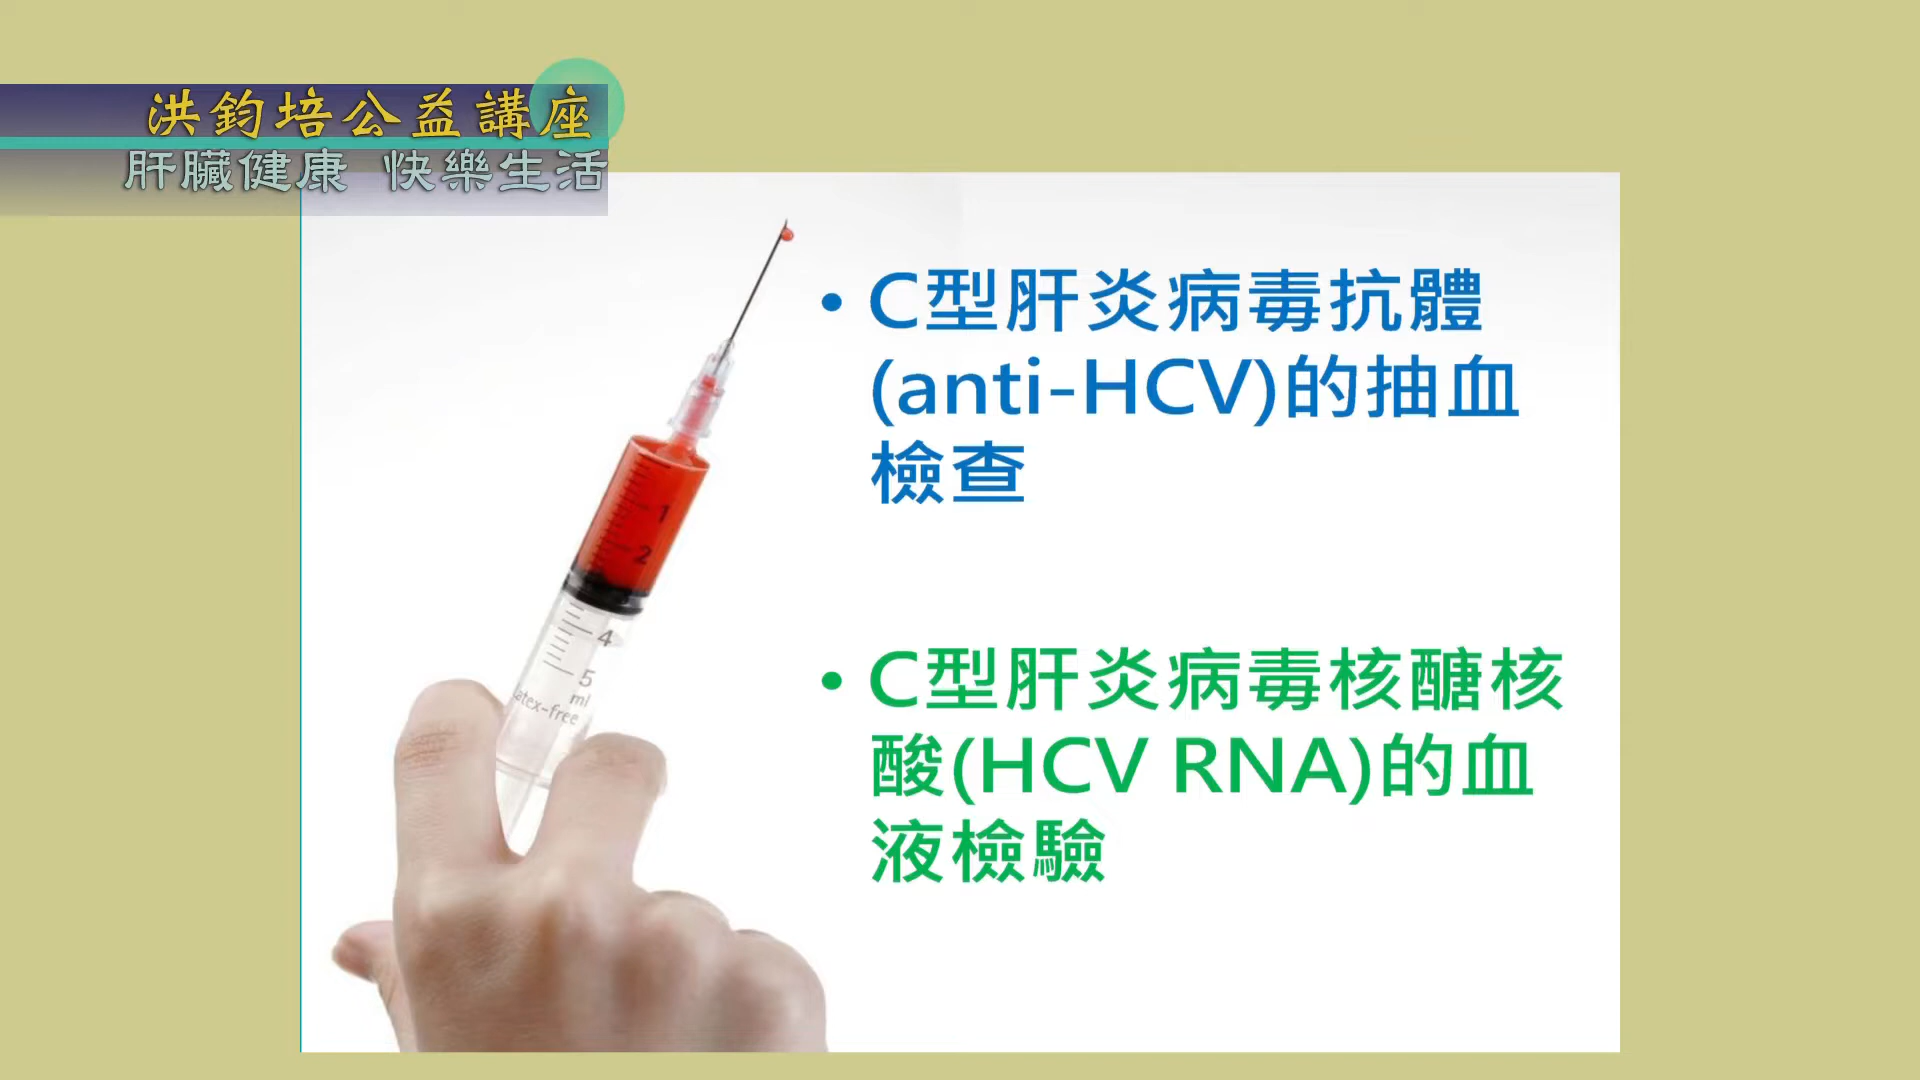 洪鈞培公益講座
肝臟健康 快樂生活
• C型肝炎病毒抗體
(anti-HCV)的抽血
檢查
1
2
4
5
ml
latex-free
• C型肝炎病毒核醣核
酸(HCV RNA)的血
液檢驗